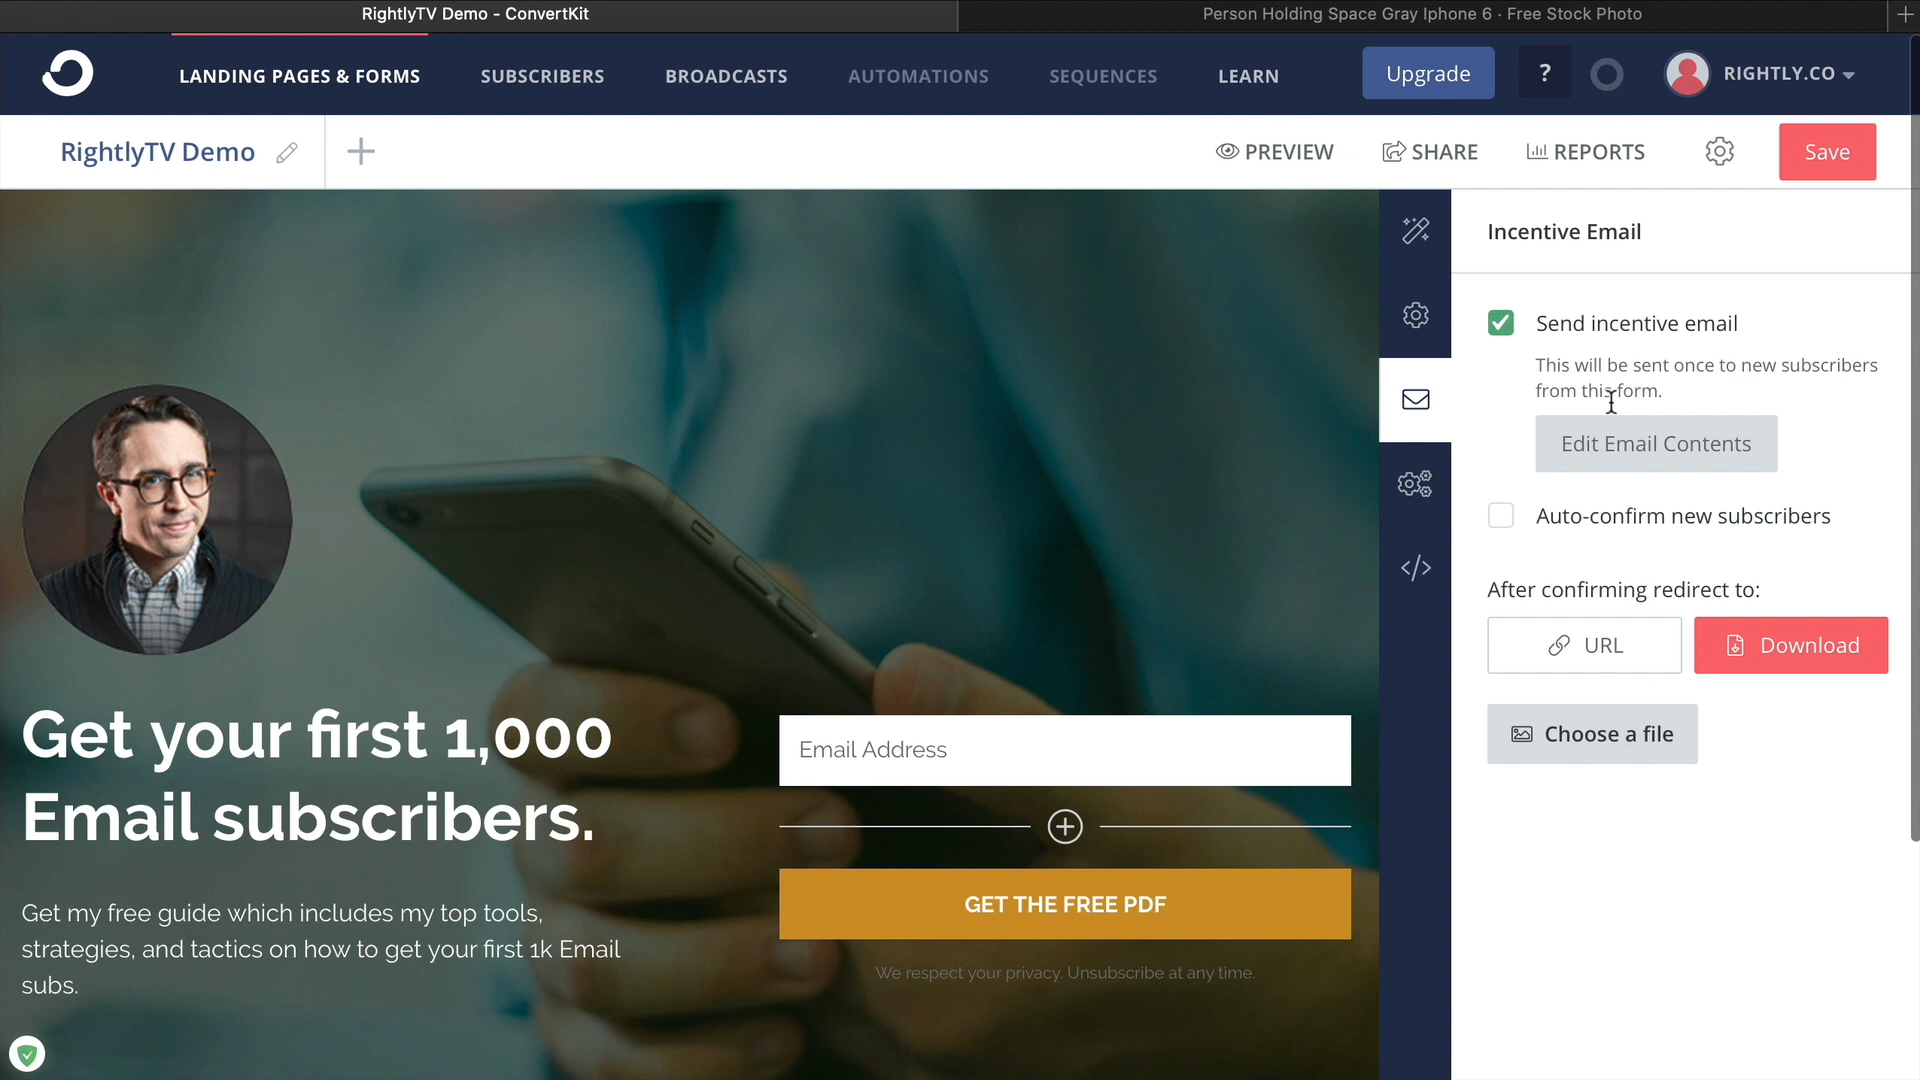 RightlyTV Demo - ConvertKit
Person Holding Space Gray Iphone 6 · Free Stock Photo
LANDING PAGES & FORMS
SUBSCRIBERS
BROADCASTS
AUTOMATIONS
SEQUENCES
LEARN
Upgrade
?
RIGHTLY.CO
RightlyTV Demo
PREVIEW
SHARE
REPORTS
Save
Incentive Email
Send incentive email
This will be sent once to new subscribers
from this form.
Edit Email Contents
Auto-confirm new subscribers
After confirming redirect to:
URL
Download
Choose a file
Get your first 1,000
Email subscribers.
Get my free guide which includes my top tools,
strategies, and tactics on how to get your first 1k Email
subs.
Email Address
GET THE FREE PDF
We respect your privacy. Unsubscribe at any time.